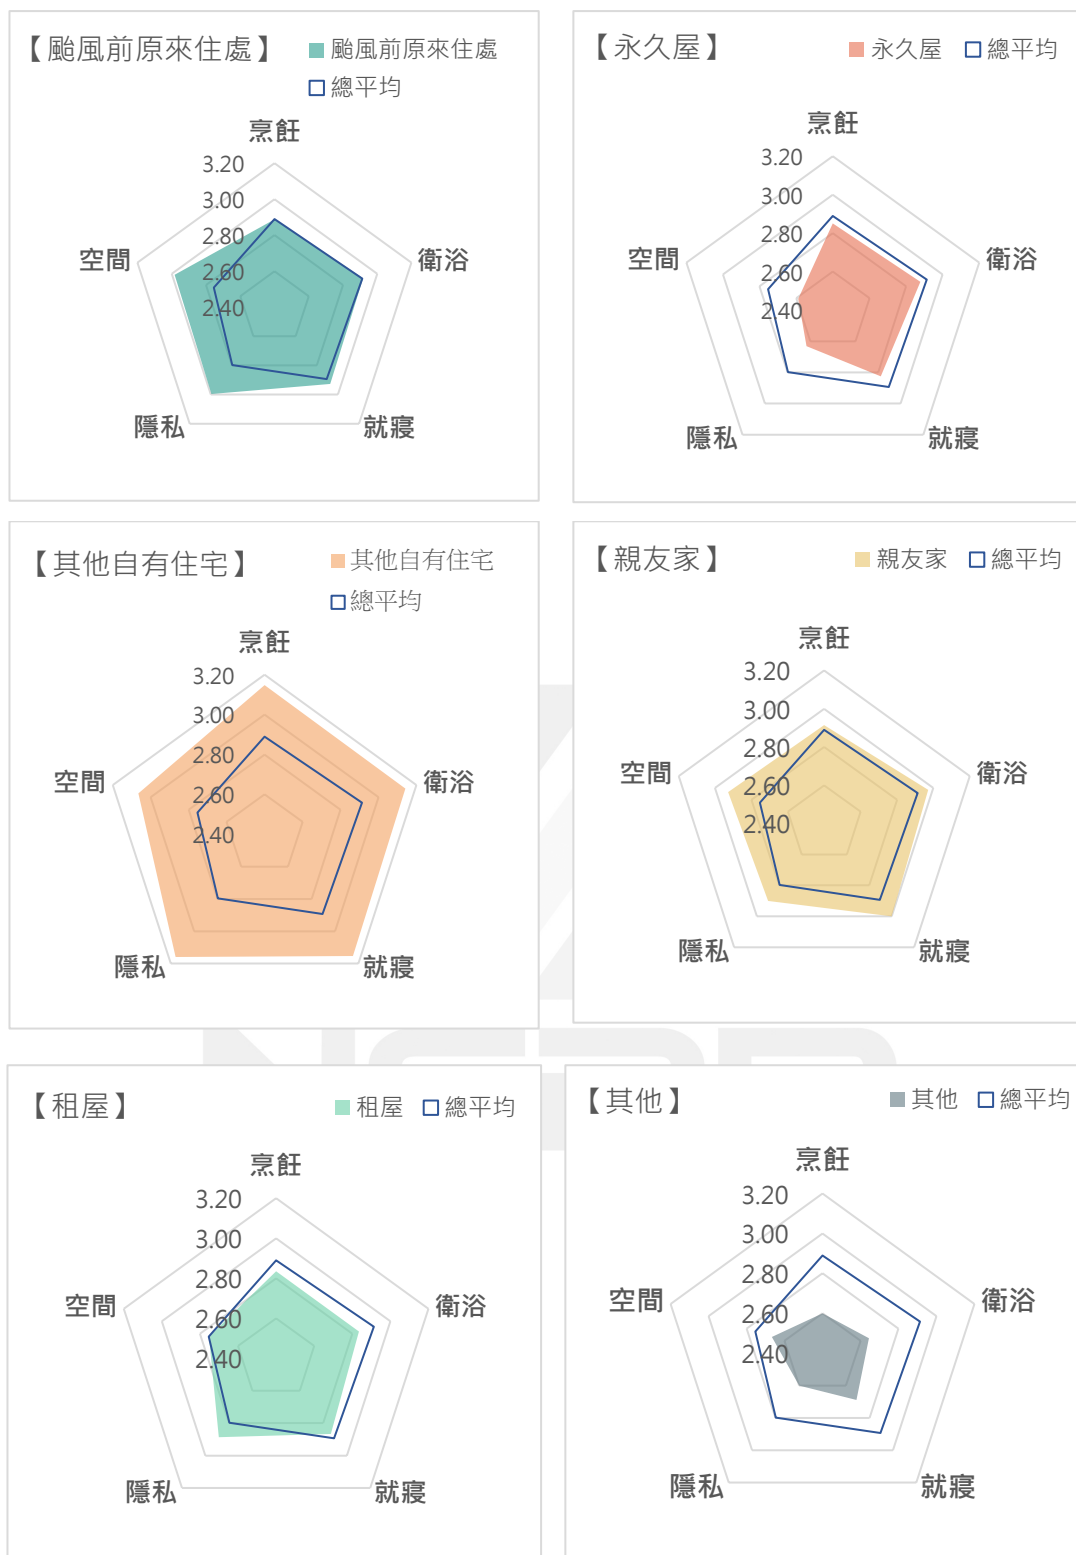 【颱風前原來住處】
颱風前原來住處
總平均
烹飪
3.20
3.00
2.80
2.60
2.40
空間
衛浴
隱私
就寢
【永久屋】
永久屋 總平均
烹飪
3.20
3.00
2.80
2.60
2.40
空間
衛浴
隱私
就寢
【其他自有住宅】
其他自有住宅
總平均
烹飪
3.20
3.00
2.80
2.60
2.40
空間
衛浴
隱私
就寢
【親友家】
親友家 總平均
烹飪
3.20
3.00
2.80
2.60
2.40
空間
衛浴
隱私
就寢
【租屋】
租屋 總平均
烹飪
3.20
3.00
2.80
2.60
2.40
空間
衛浴
隱私
就寢
【其他】
其他 總平均
烹飪
3.20
3.00
2.80
2.60
2.40
空間
衛浴
隱私
就寢